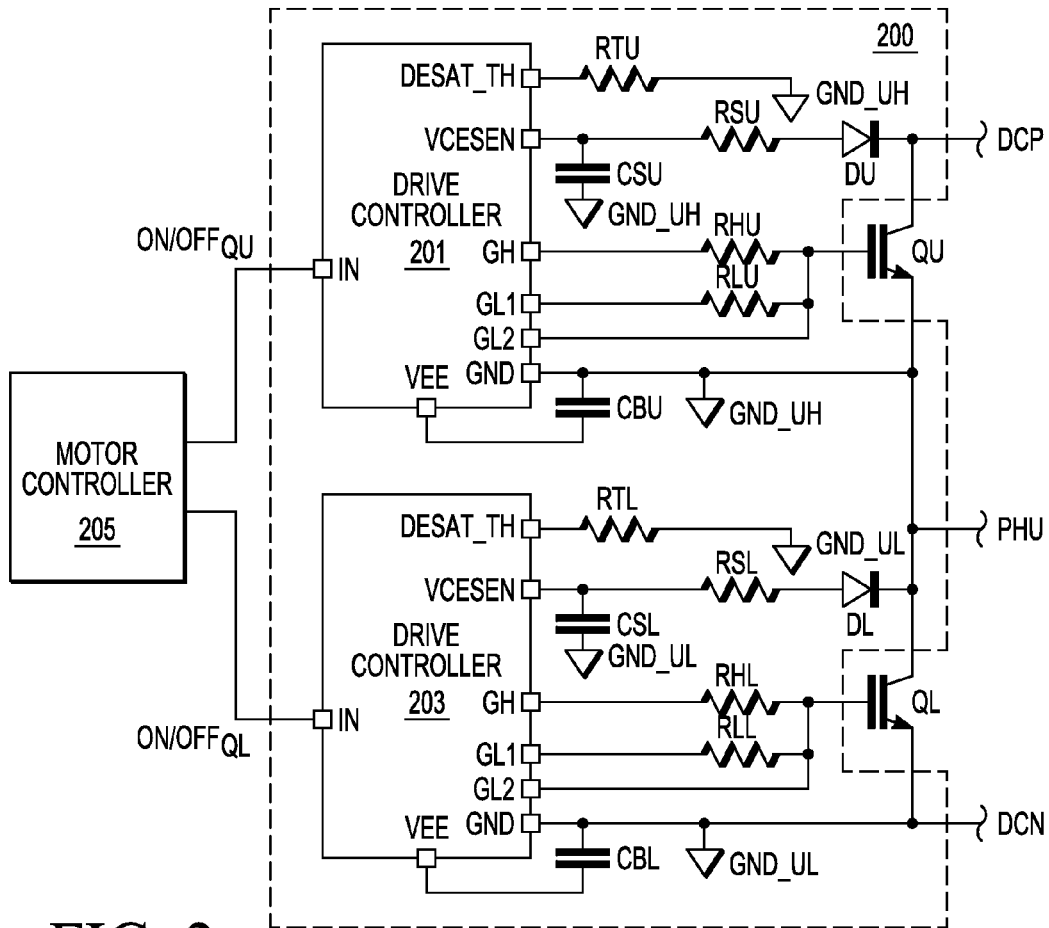 200
RTU
DESAT_TH
GND_UH
RSU
VCESEN
DCP
DU
CSU
DRIVE
CONTROLLER
201
GND_UH
ON/OFFQU
RHU
GH
QU
IN
RLU
GL1
GL2
GND
VEE
CBU
GND_UH
MOTOR
CONTROLLER
205
RTL
DESAT_TH
GND_UL
PHU
RSL
VCESEN
DL
CSL
DRIVE
CONTROLLER
203
GND_UL
RHL
GH
QL
IN
ON/OFFQL
RLL
GL1
GL2
GND
DCN
VEE
CBL
GND_UL